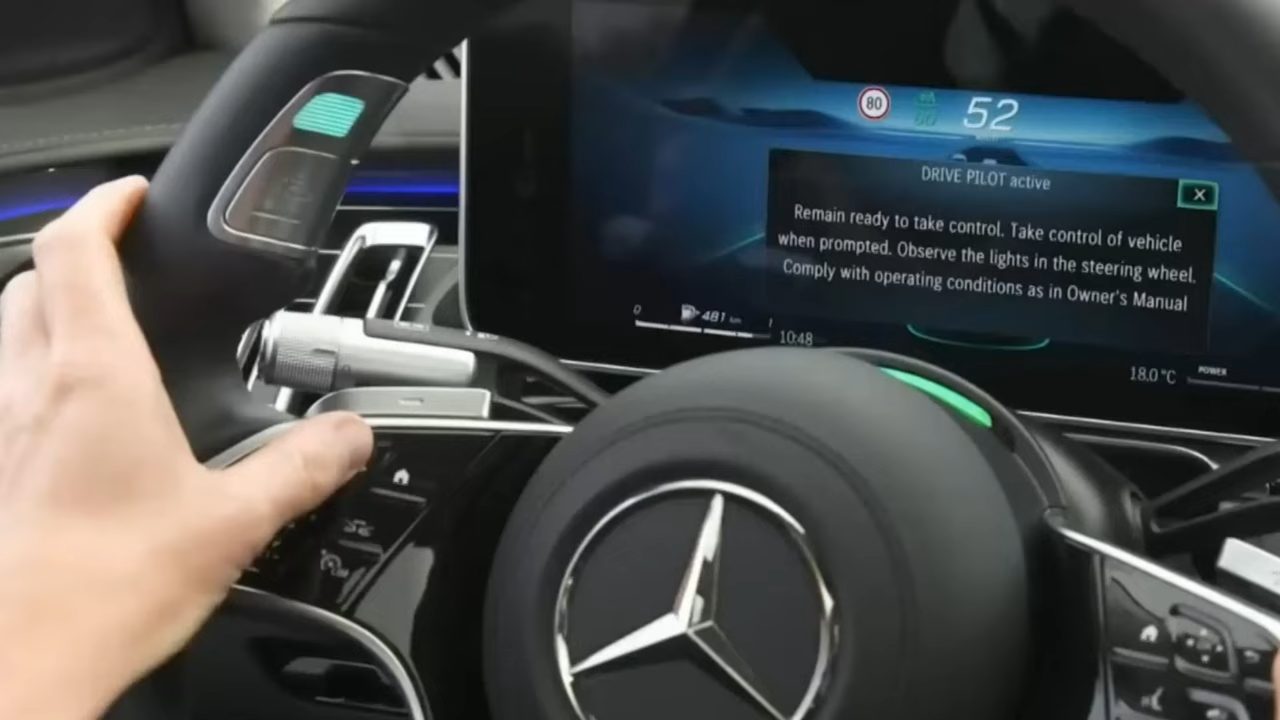 80
52
DRIVE PILOT active
Remain ready to take control. Take control of vehicle
when prompted. Observe the lights in the steering wheel.
Comply with operating conditions as in Owner's Manual
0
481 km
1
10:48
18.0 °C
POWER